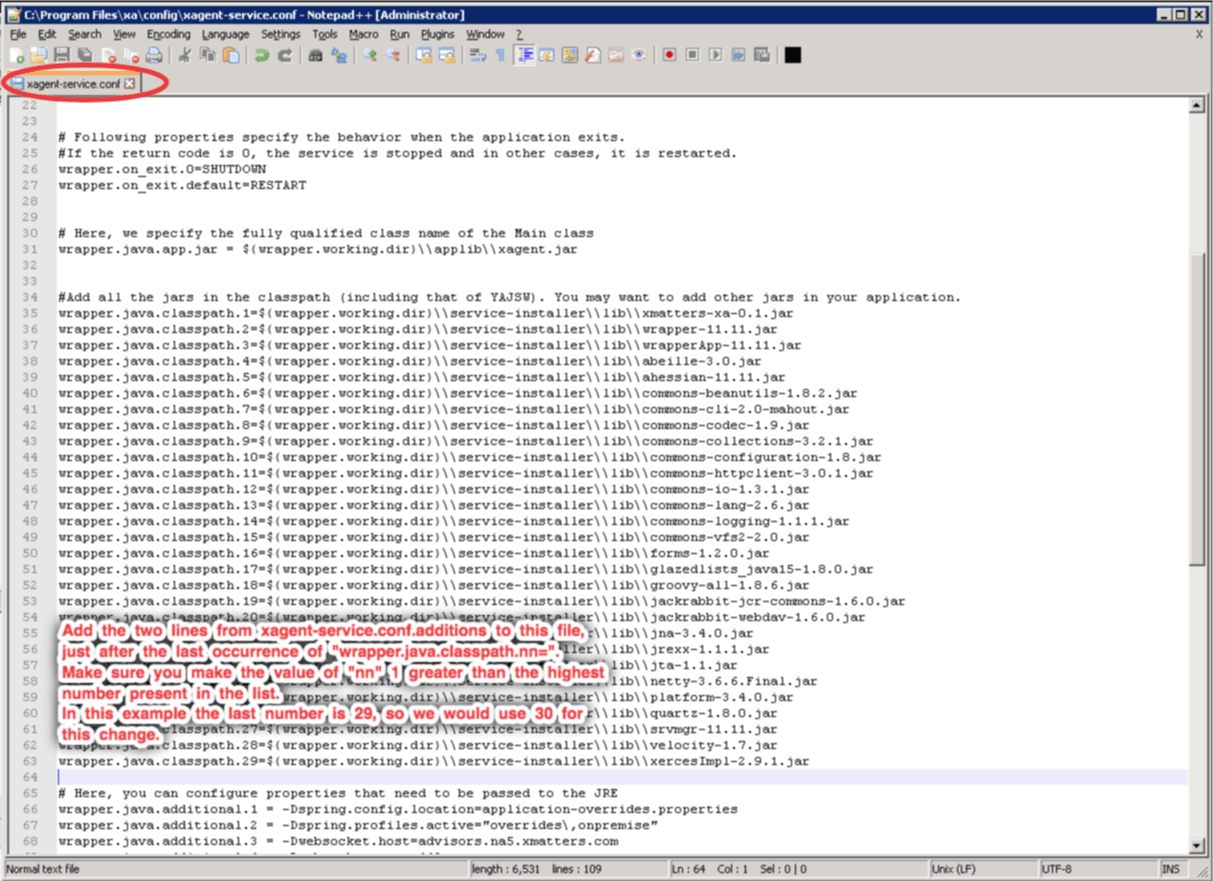 C:\Program Files\xa\config\xagent-service.conf - Notepad++ [Administrator]
File Edit Search View Encoding Language Settings Tools Macro Run Plugins Window ? X
xagent-service.conf
22
23
24 # Following properties specify the behavior when the application exits.
25 #If the return code is 0, the service is stopped and in other cases, it is restarted.
26 wrapper.on_exit.0=SHUTDOWN
27 wrapper.on_exit.default=RESTART
28
29
30 # Here, we specify the fully qualified class name of the Main class
31 wrapper.java.app.jar = $(wrapper.working.dir)\\applib\\xagent.jar
32
33
34 #Add all the jars in the classpath (including that of YAJSW). You may want to add other jars in your application.
35 wrapper.java.classpath.1=$(wrapper.working.dir)\\service-installer\\lib\\xmatters-xa-0.1.jar
36 wrapper.java.classpath.2=$(wrapper.working.dir)\\service-installer\\lib\\wrapper-11.11.jar
37 wrapper.java.classpath.3=$(wrapper.working.dir)\\service-installer\\lib\\wrapperApp-11.11.jar
38 wrapper.java.classpath.4=$(wrapper.working.dir)\\service-installer\\lib\\abeille-3.0.jar
39 wrapper.java.classpath.5=$(wrapper.working.dir)\\service-installer\\lib\\ahessian-11.11.jar
40 wrapper.java.classpath.6=$(wrapper.working.dir)\\service-installer\\lib\\commons-beanutils-1.8.2.jar
41 wrapper.java.classpath.7=$(wrapper.working.dir)\\service-installer\\lib\\commons-cli-2.0-mahout.jar
42 wrapper.java.classpath.8=$(wrapper.working.dir)\\service-installer\\lib\\commons-codec-1.9.jar
43 wrapper.java.classpath.9=$(wrapper.working.dir)\\service-installer\\lib\\commons-collections-3.2.1.jar
44 wrapper.java.classpath.10=$(wrapper.working.dir)\\service-installer\\lib\\commons-configuration-1.8.jar
45 wrapper.java.classpath.11=$(wrapper.working.dir)\\service-installer\\lib\\commons-httpclient-3.0.1.jar
46 wrapper.java.classpath.12=$(wrapper.working.dir)\\service-installer\\lib\\commons-io-1.3.1.jar
47 wrapper.java.classpath.13=$(wrapper.working.dir)\\service-installer\\lib\\commons-lang-2.6.jar
48 wrapper.java.classpath.14=$(wrapper.working.dir)\\service-installer\\lib\\commons-logging-1.1.1.jar
49 wrapper.java.classpath.15=$(wrapper.working.dir)\\service-installer\\lib\\commons-vfs2-2.0.jar
50 wrapper.java.classpath.16=$(wrapper.working.dir)\\service-installer\\lib\\forms-1.2.0.jar
51 wrapper.java.classpath.17=$(wrapper.working.dir)\\service-installer\\lib\\glazedlists_java15-1.8.0.jar
52 wrapper.java.classpath.18=$(wrapper.working.dir)\\service-installer\\lib\\groovy-all-1.8.6.jar
53 wrapper.java.classpath.19=$(wrapper.working.dir)\\service-installer\\lib\\jackrabbit-jcr-commons-1.6.0.jar
54 wrapper.java.classpath.20=$(wrapper.working.dir)\\service-installer\\lib\\jackrabbit-webdav-1.6.0.jar
55 \\lib\\jna-3.4.0.jar
56 \\lib\\jrexx-1.1.1.jar
57 \\lib\\jta-1.1.jar
58 \\netty-3.6.6.Final.jar
59 \\platform-3.4.0.jar
60 \\lib\\quartz-1.8.0.jar
61 \\lib\\srvmgr-11.11.jar
62 wrapper.java.classpath.28=$(wrapper.working.dir)\\service-installer\\lib\\velocity-1.7.jar
63 wrapper.java.classpath.29=$(wrapper.working.dir)\\service-installer\\lib\\xercesImpl-2.9.1.jar
64
65 # Here, you can configure properties that need to be passed to the JRE
66 wrapper.java.additional.1 = -Dspring.config.location=application-overrides.properties
67 wrapper.java.additional.2 = -Dspring.profiles.active="overrides\,onpremise"
68 wrapper.java.additional.3 = -Dwebsocket.host=advisors.na5.xmatters.com
Add the two lines from xagent-service.conf.additions to this file,
just after the last occurrence of "wrapper.java.classpath.nn=".
Make sure you make the value of "nn" 1 greater than the highest
number present in the list.
In this example the last number is 29, so we would use 30 for
this change.
Normal text file length : 6,531 lines : 109 Ln : 64 Col : 1 Sel : 0 | 0 Unix (LF) UTF-8 INS